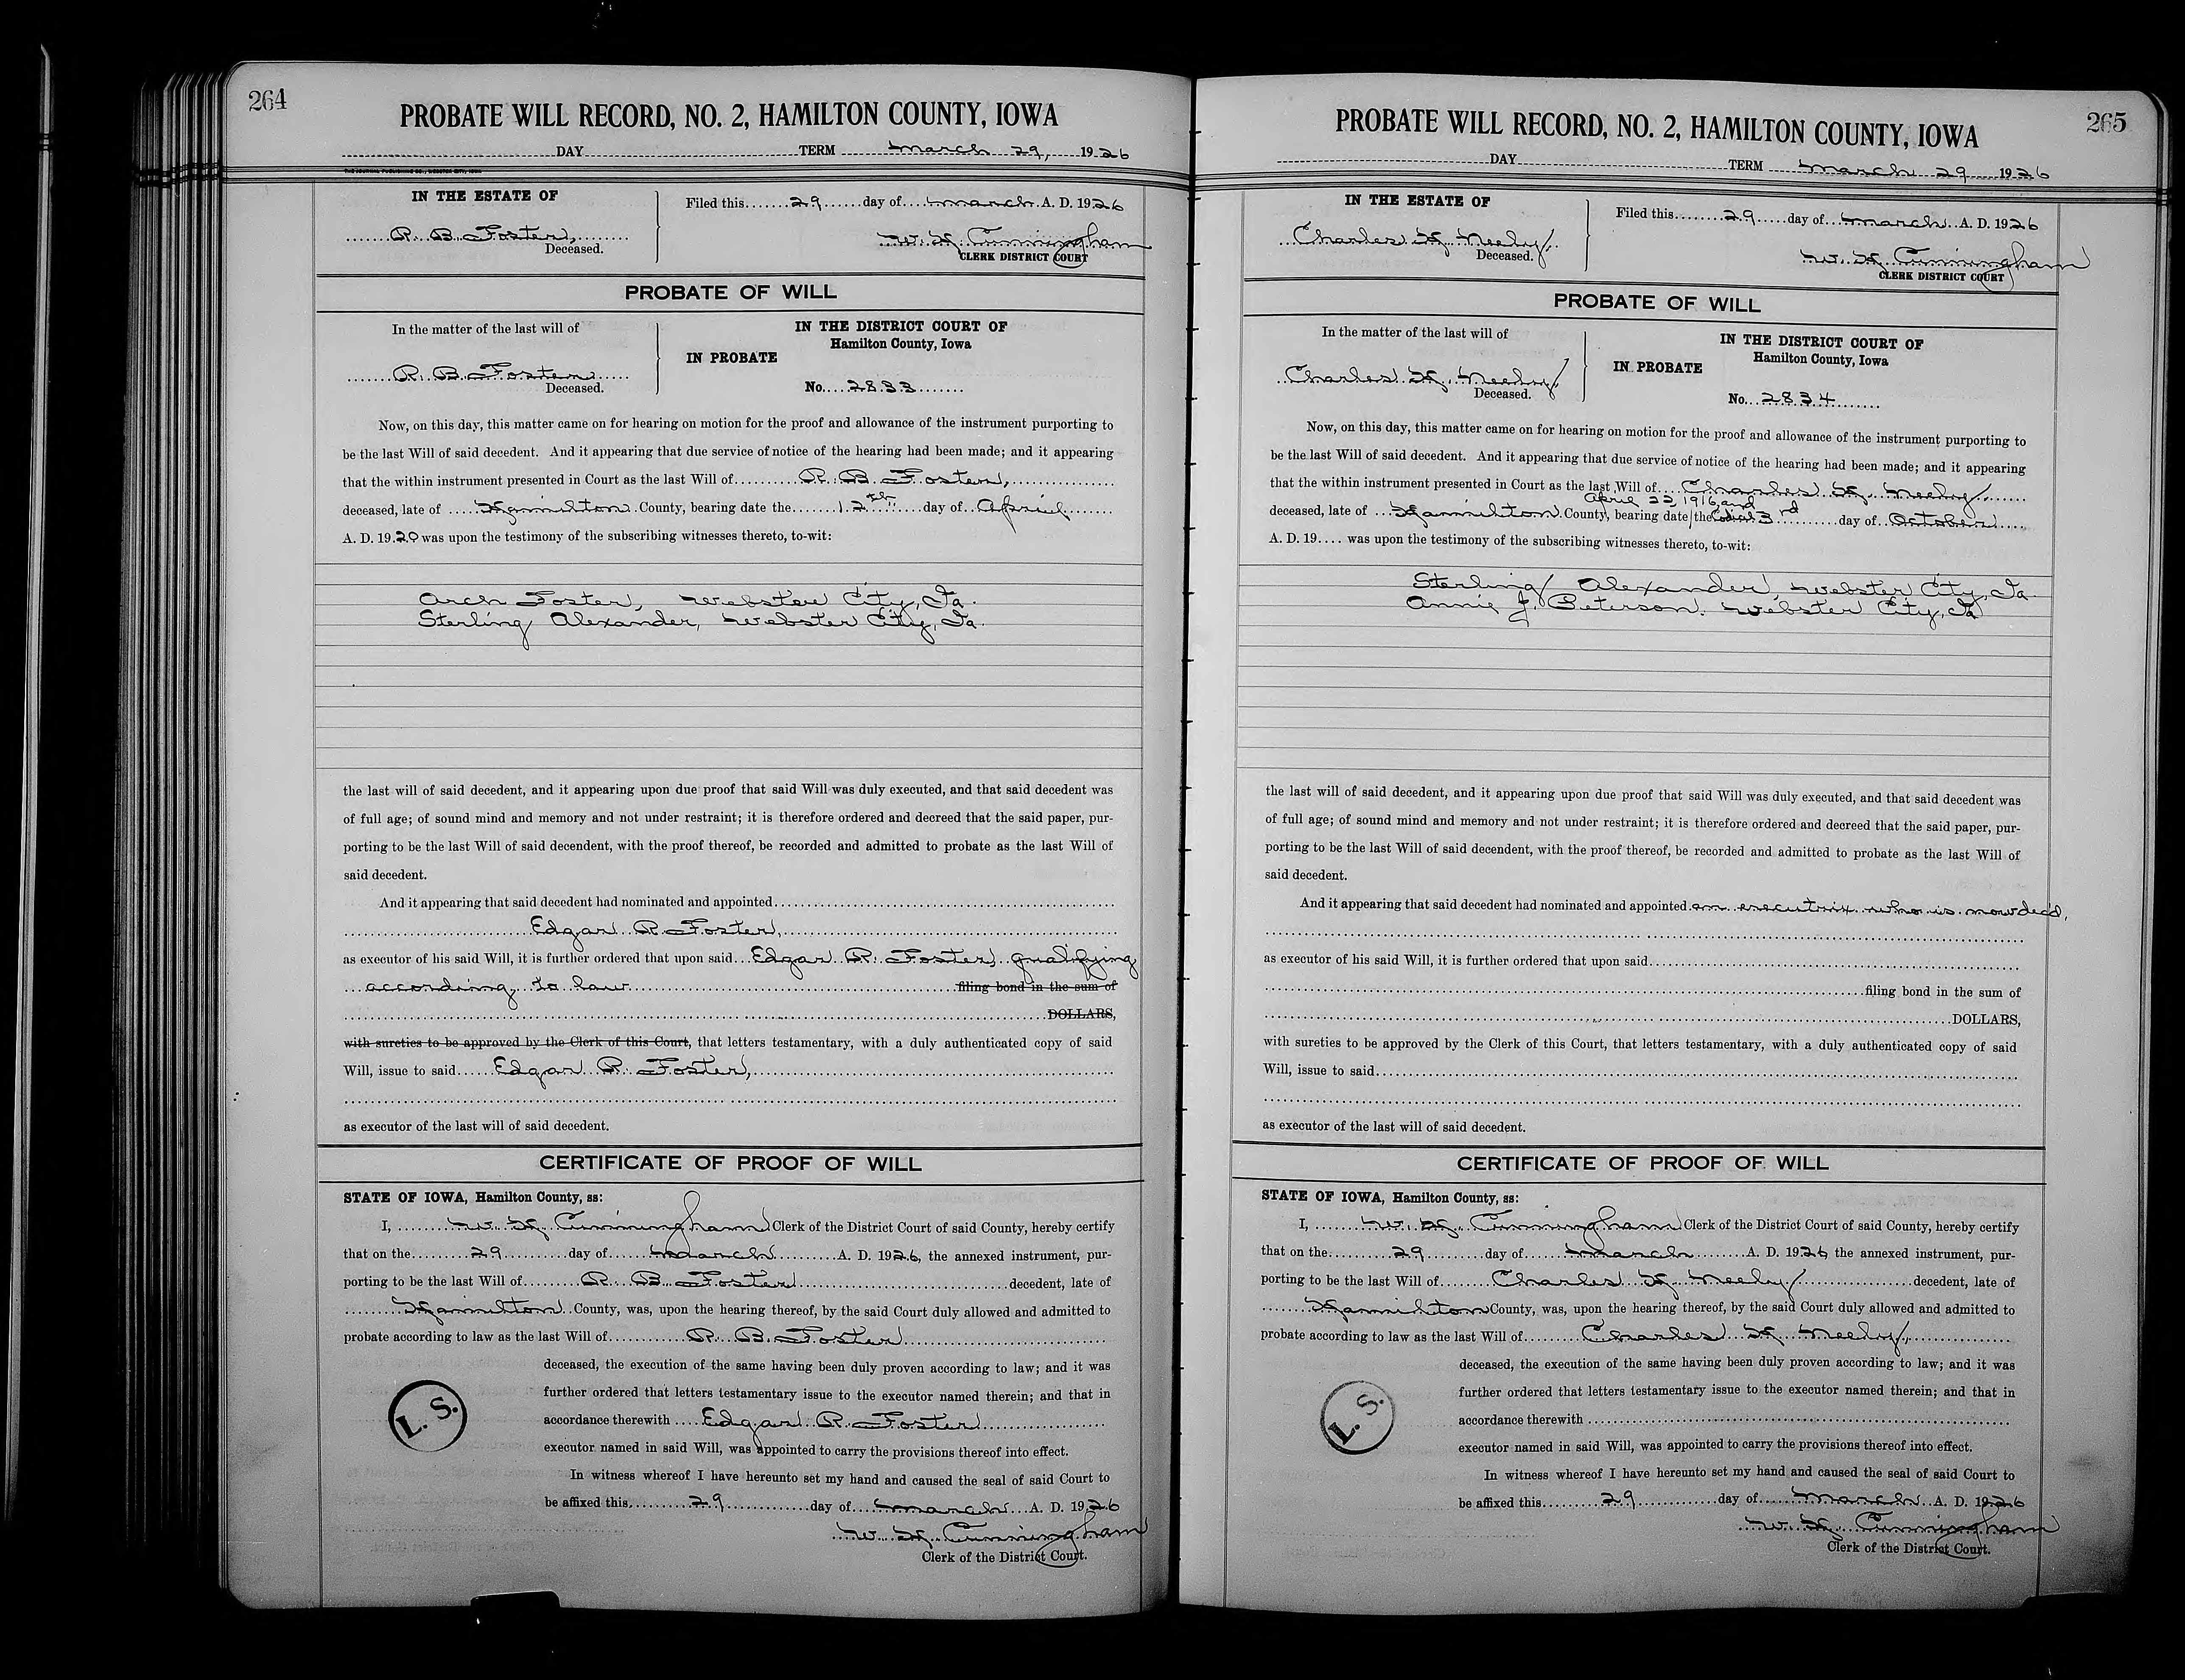 264
PROBATE WILL RECORD, NO. 2, HAMILTON COUNTY, IOWA
DAY TERM March 29, 1926
THE JOURNAL PUBLISHING CO., WEBSTER CITY, IOWA
IN THE ESTATE OF
R. B. Foster,
Deceased.
Filed this 29 day of March A. D. 1926
W. H. Cunningham
CLERK DISTRICT COURT
PROBATE OF WILL
In the matter of the last will of
R. B. Foster
Deceased.
IN PROBATE
IN THE DISTRICT COURT OF
Hamilton County, Iowa
No. 2833
Now, on this day, this matter came on for hearing on motion for the proof and allowance of the instrument purporting to
be the last Will of said decedent. And it appearing that due service of notice of the hearing had been made; and it appearing
that the within instrument presented in Court as the last Will of R. B. Foster,
deceased, late of Hamilton County, bearing date the 12th day of April
A. D. 1920 was upon the testimony of the subscribing witnesses thereto, to-wit:
Arch Foster, Webster City, Ia.
Sterling Alexander, Webster City, Ia.
the last will of said decedent, and it appearing upon due proof that said Will was duly executed, and that said decedent was
of full age; of sound mind and memory and not under restraint; it is therefore ordered and decreed that the said paper, pur-
porting to be the last Will of said decendent, with the proof thereof, be recorded and admitted to probate as the last Will of
said decedent.
And it appearing that said decedent had nominated and appointed
Edgar R. Foster,
as executor of his said Will, it is further ordered that upon said Edgar R. Foster, qualifying
according to law filing bond in the sum of
DOLLARS,
with sureties to be approved by the Clerk of this Court, that letters testamentary, with a duly authenticated copy of said
Will, issue to said Edgar R. Foster,
as executor of the last will of said decedent.
CERTIFICATE OF PROOF OF WILL
STATE OF IOWA, Hamilton County, ss:
I, W. H. Cunningham Clerk of the District Court of said County, hereby certify
that on the 29 day of March A. D. 1926, the annexed instrument, pur-
porting to be the last Will of R. B. Foster decedent, late of
Hamilton County, was, upon the hearing thereof, by the said Court duly allowed and admitted to
probate according to law as the last Will of R. B. Foster
deceased, the execution of the same having been duly proven according to law; and it was
further ordered that letters testamentary issue to the executor named therein; and that in
accordance therewith Edgar R. Foster
executor named in said Will, was appointed to carry the provisions thereof into effect.
L. S.
In witness whereof I have hereunto set my hand and caused the seal of said Court to
be affixed this 29 day of March A. D. 1926
W. H. Cunningham
Clerk of the District Court.
265
PROBATE WILL RECORD, NO. 2, HAMILTON COUNTY, IOWA
DAY TERM March 29 1926
IN THE ESTATE OF
Charles H. Neely,
Deceased.
Filed this 29 day of March A. D. 1926
W. H. Cunningham
CLERK DISTRICT COURT
PROBATE OF WILL
In the matter of the last will of
Charles H. Neely,
Deceased.
IN PROBATE
IN THE DISTRICT COURT OF
Hamilton County, Iowa
No. 2834
Now, on this day, this matter came on for hearing on motion for the proof and allowance of the instrument purporting to
be the last Will of said decedent. And it appearing that due service of notice of the hearing had been made; and it appearing
that the within instrument presented in Court as the last Will of Charles H. Neely,
April 22, 1916, and
deceased, late of Hamilton County, bearing date the Codicil 3rd day of October
A. D. 19 was upon the testimony of the subscribing witnesses thereto, to-wit:
Sterling Alexander, Webster City, Ia.
Annie J. Peterson, Webster City, Ia
the last will of said decedent, and it appearing upon due proof that said Will was duly executed, and that said decedent was
of full age; of sound mind and memory and not under restraint; it is therefore ordered and decreed that the said paper, pur-
porting to be the last Will of said decendent, with the proof thereof, be recorded and admitted to probate as the last Will of
said decedent.
And it appearing that said decedent had nominated and appointed an executrix who is now dec'd,
as executor of his said Will, it is further ordered that upon said
filing bond in the sum of
DOLLARS,
with sureties to be approved by the Clerk of this Court, that letters testamentary, with a duly authenticated copy of said
Will, issue to said
as executor of the last will of said decedent.
CERTIFICATE OF PROOF OF WILL
STATE OF IOWA, Hamilton County, ss:
I, W. H. Cunningham Clerk of the District Court of said County, hereby certify
that on the 29 day of March A. D. 1926 the annexed instrument, pur-
porting to be the last Will of Charles H. Neely decedent, late of
Hamilton County, was, upon the hearing thereof, by the said Court duly allowed and admitted to
probate according to law as the last Will of Charles H. Neely,
deceased, the execution of the same having been duly proven according to law; and it was
further ordered that letters testamentary issue to the executor named therein; and that in
accordance therewith
executor named in said Will, was appointed to carry the provisions thereof into effect.
L. S.
In witness whereof I have hereunto set my hand and caused the seal of said Court to
be affixed this 29 day of March A. D. 1926
W. H. Cunningham
Clerk of the District Court.